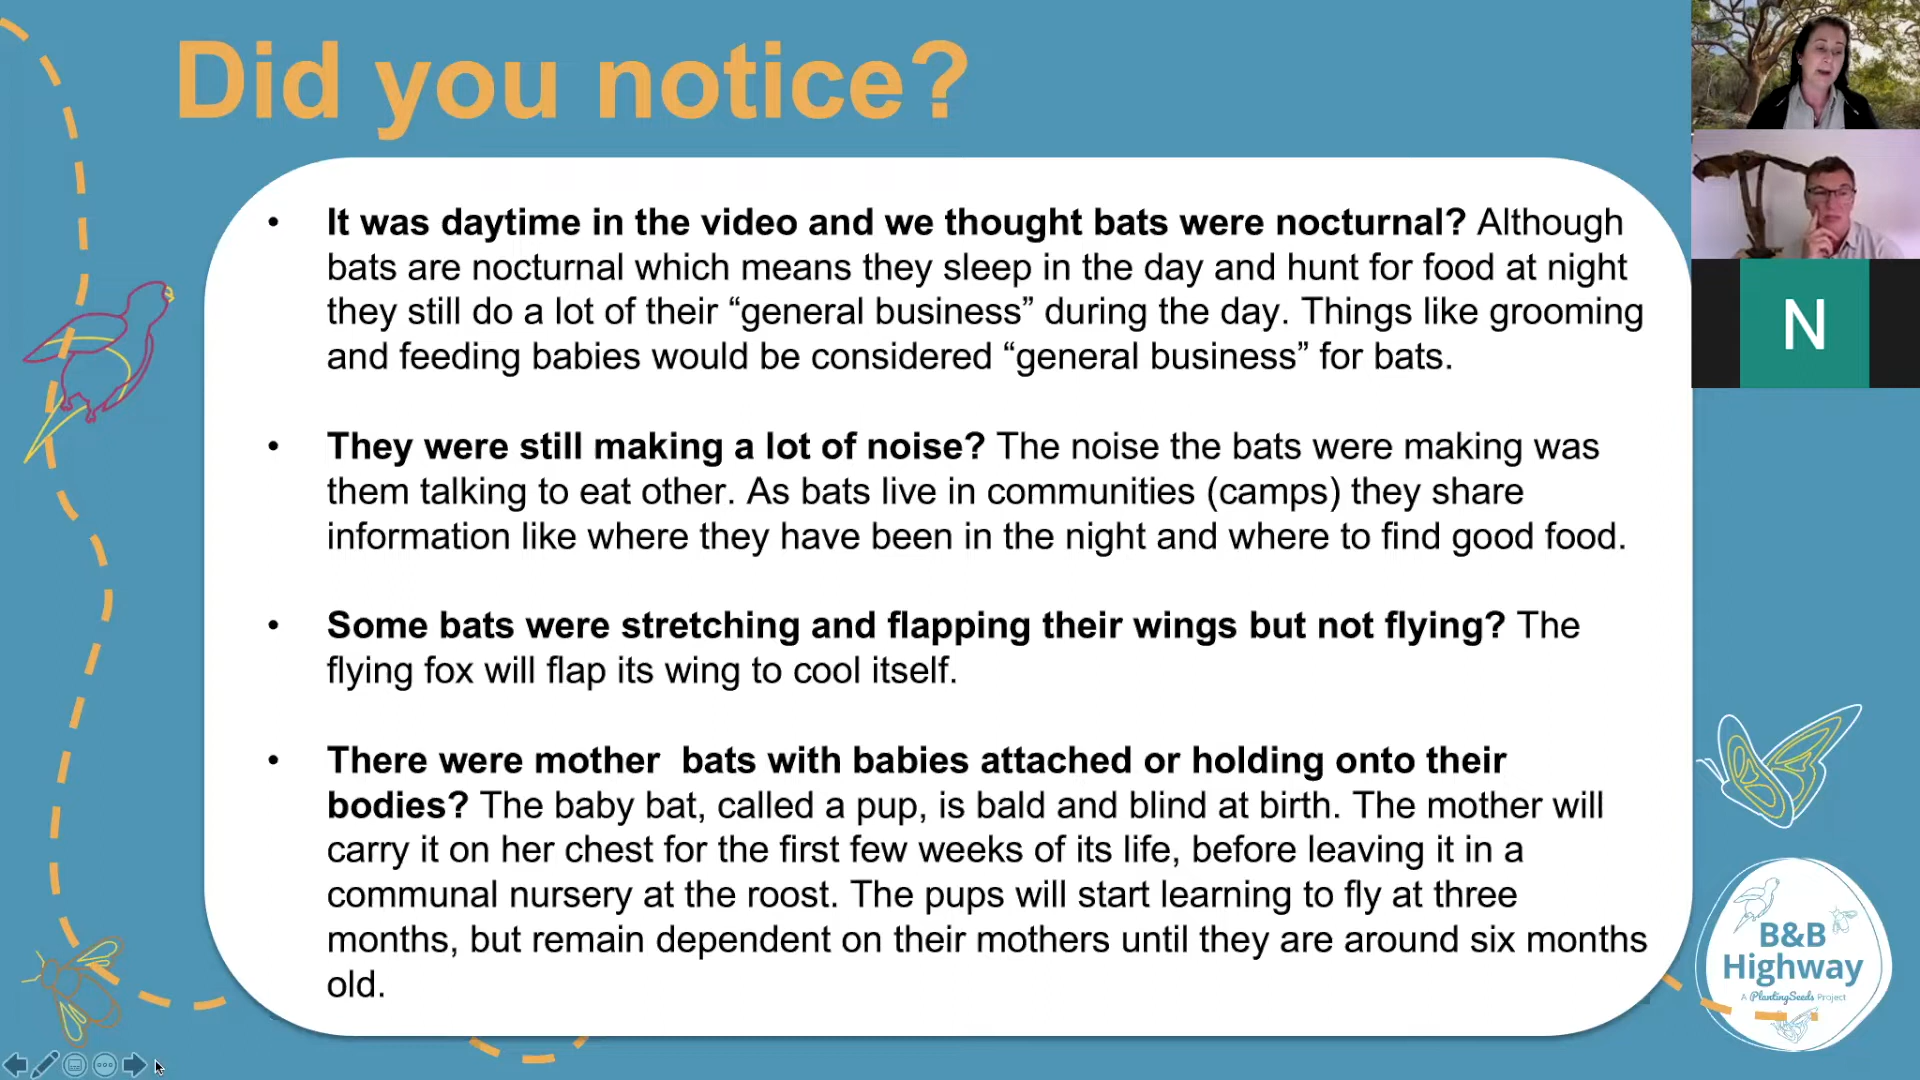 Did you notice?
• It was daytime in the video and we thought bats were nocturnal? Although
bats are nocturnal which means they sleep in the day and hunt for food at night
they still do a lot of their “general business” during the day. Things like grooming
and feeding babies would be considered “general business” for bats.
• They were still making a lot of noise? The noise the bats were making was
them talking to eat other. As bats live in communities (camps) they share
information like where they have been in the night and where to find good food.
• Some bats were stretching and flapping their wings but not flying? The
flying fox will flap its wing to cool itself.
• There were mother  bats with babies attached or holding onto their
bodies? The baby bat, called a pup, is bald and blind at birth. The mother will
carry it on her chest for the first few weeks of its life, before leaving it in a
communal nursery at the roost. The pups will start learning to fly at three
months, but remain dependent on their mothers until they are around six months
old.
N
B&B
Highway
A PlantingSeeds Project